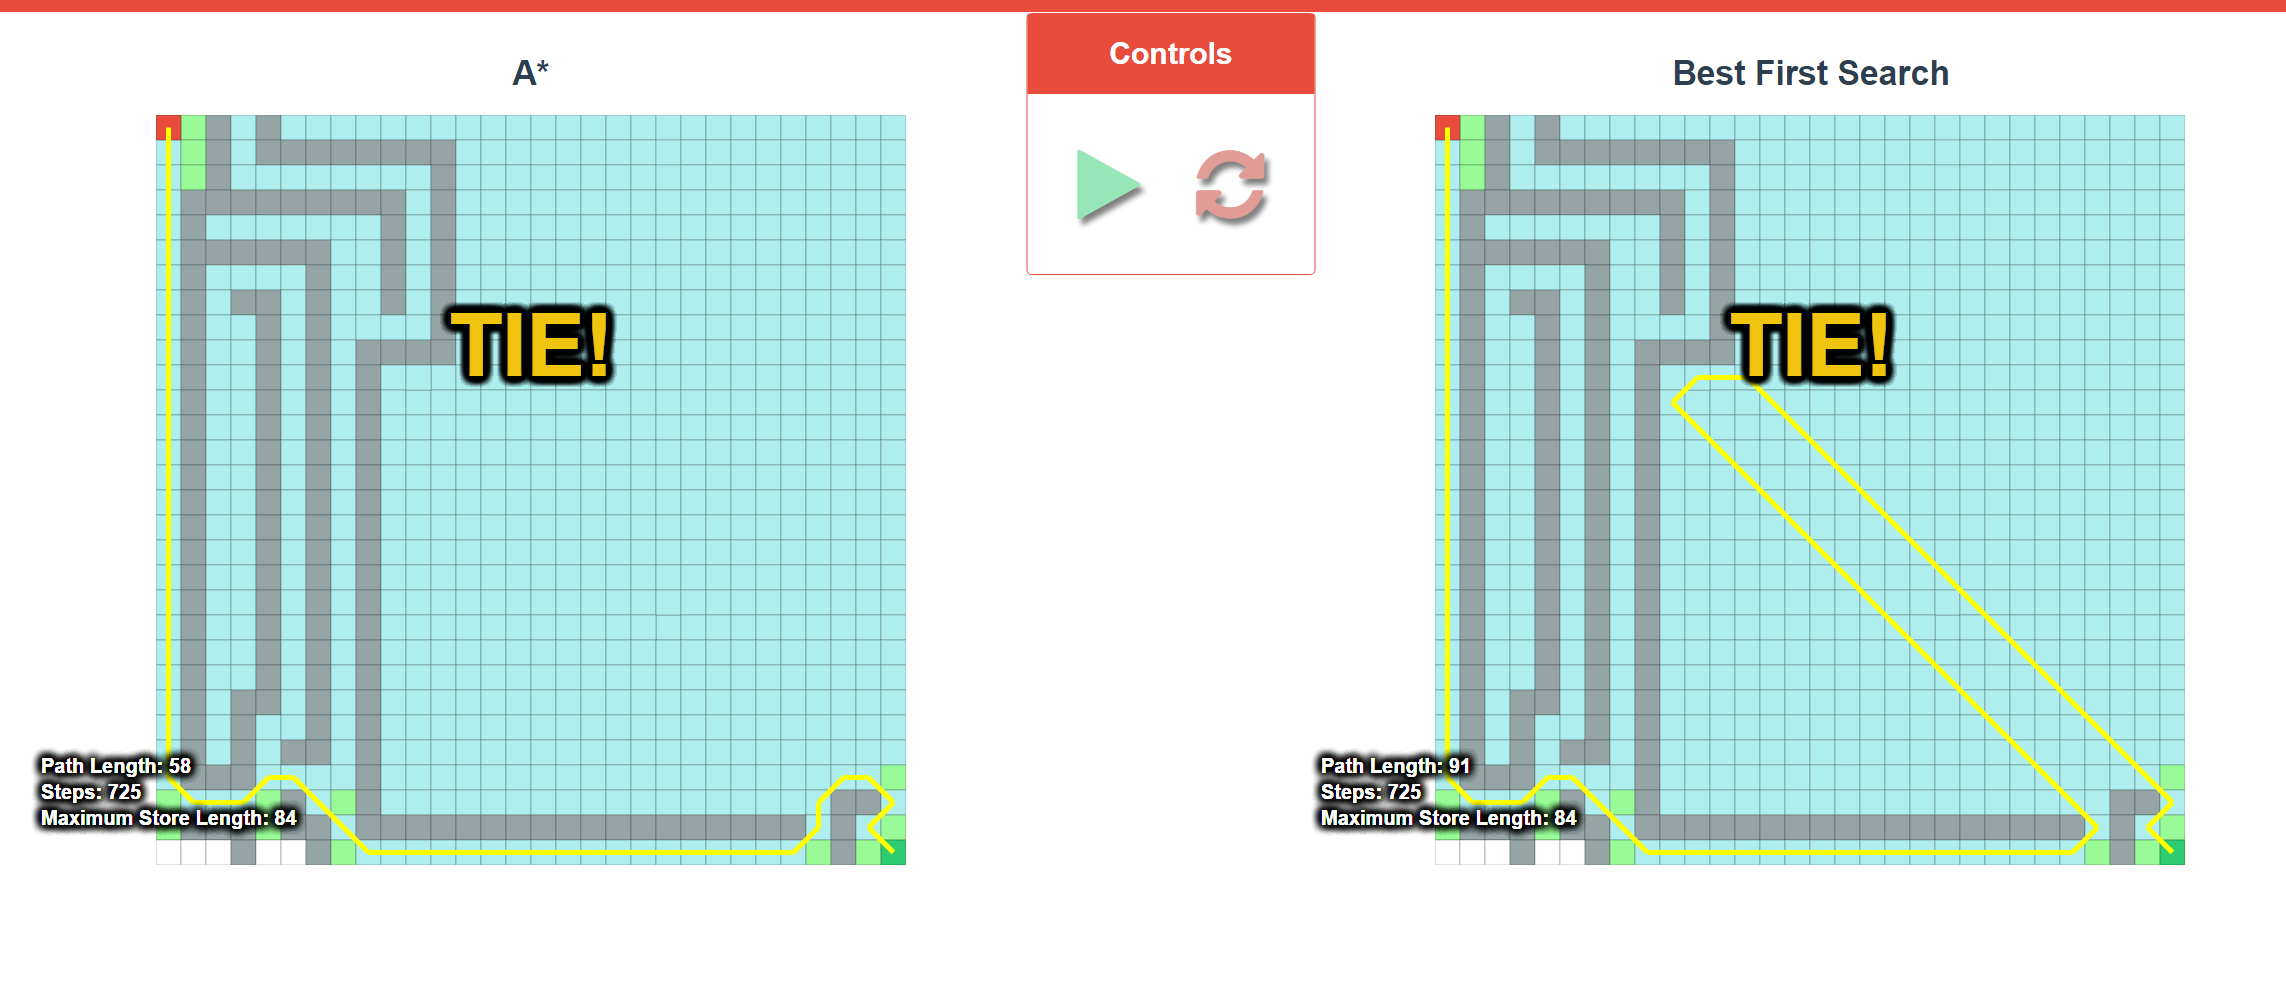 A*
Controls
Best First Search
TIE!
TIE!
Path Length: 58
Steps: 725
Maximum Store Length: 84
Path Length: 91
Steps: 725
Maximum Store Length: 84